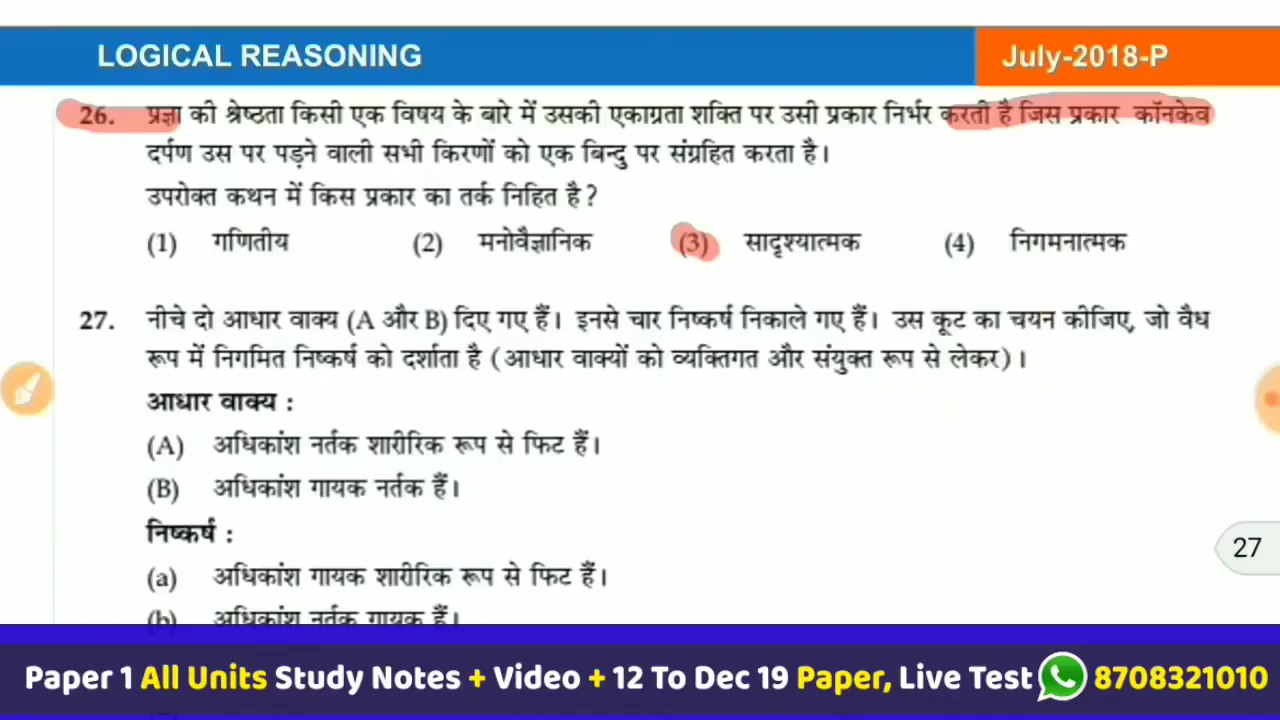 LOGICAL REASONING
July-2018-P
26. प्रज्ञा की श्रेष्ठता किसी एक विषय के बारे में उसकी एकाग्रता शक्ति पर उसी प्रकार निर्भर करती है जिस प्रकार कॉनकेव
दर्पण उस पर पड़ने वाली सभी किरणों को एक बिन्दु पर संग्रहित करता है।
उपरोक्त कथन में किस प्रकार का तर्क निहित है?
(1) गणितीय (2) मनोवैज्ञानिक (3) सादृश्यात्मक (4) निगमनात्मक
27. नीचे दो आधार वाक्य (A और B) दिए गए हैं। इनसे चार निष्कर्ष निकाले गए हैं। उस कूट का चयन कीजिए, जो वैध
रूप में निगमित निष्कर्ष को दर्शाता है (आधार वाक्यों को व्यक्तिगत और संयुक्त रूप से लेकर)।
आधार वाक्य :
(A) अधिकांश नर्तक शारीरिक रूप से फिट हैं।
(B) अधिकांश गायक नर्तक हैं।
निष्कर्ष :
(a) अधिकांश गायक शारीरिक रूप से फिट हैं।
27
(b) अधिकांश नर्तक गायक हैं।
Paper 1 All Units Study Notes + Video + 12 To Dec 19 Paper, Live Test 8708321010